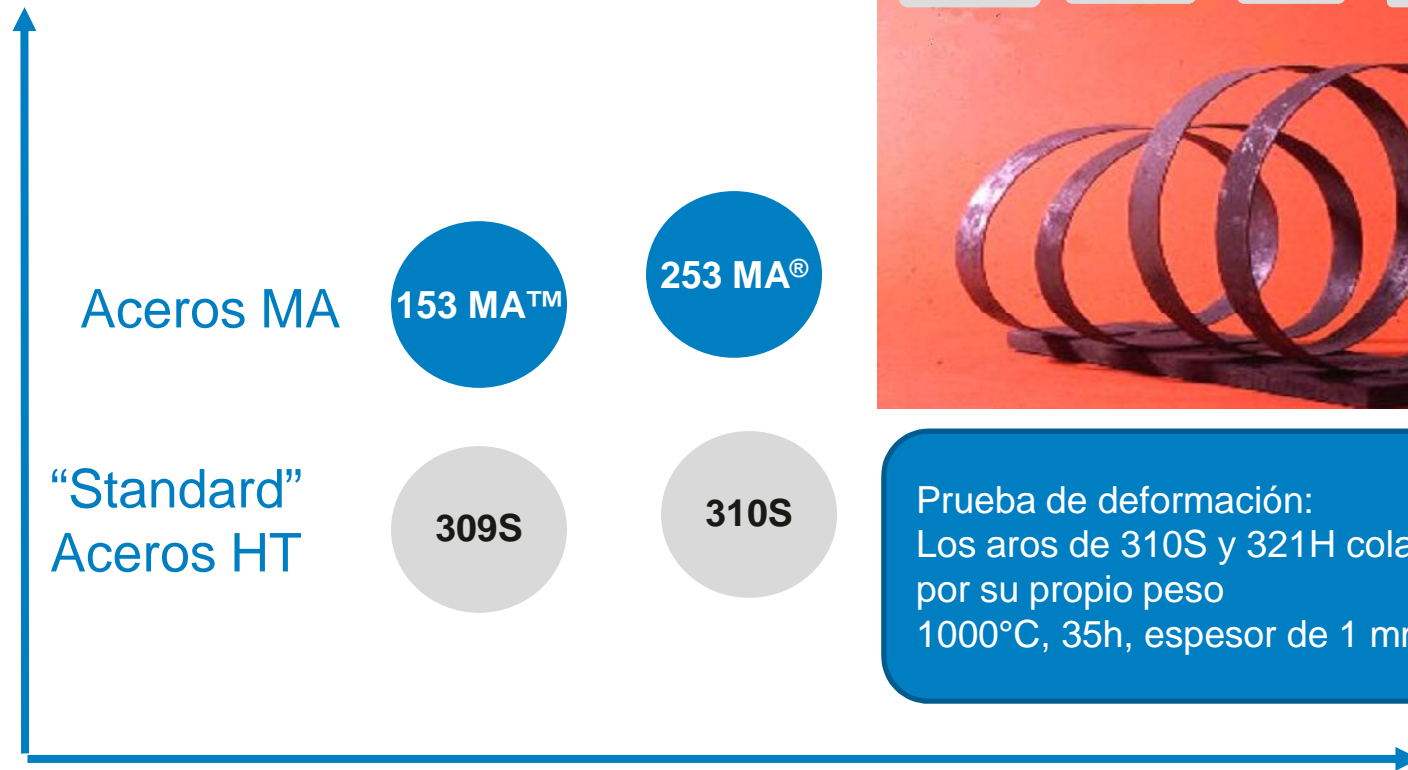 Aceros MA
153 MA™
253 MA®
“Standard”
Aceros HT
309S
310S
Prueba de deformación:
Los aros de 310S y 321H
por su propio peso
1000°C, 35h, espesor de 1